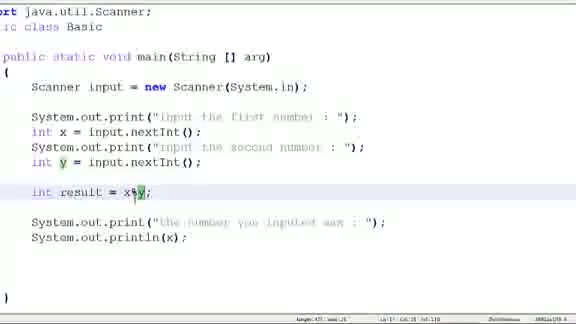 ort java.util.Scanner;
ic class Basic
public static void main(String [] arg)
{
Scanner input = new Scanner(System.in);
System.out.print("input the first number : ");
int x = input.nextInt();
System.out.print("input the second number : ");
int y = input.nextInt();
int result = x%y;
System.out.print("the number you inputed was : ");
System.out.println(x);
}